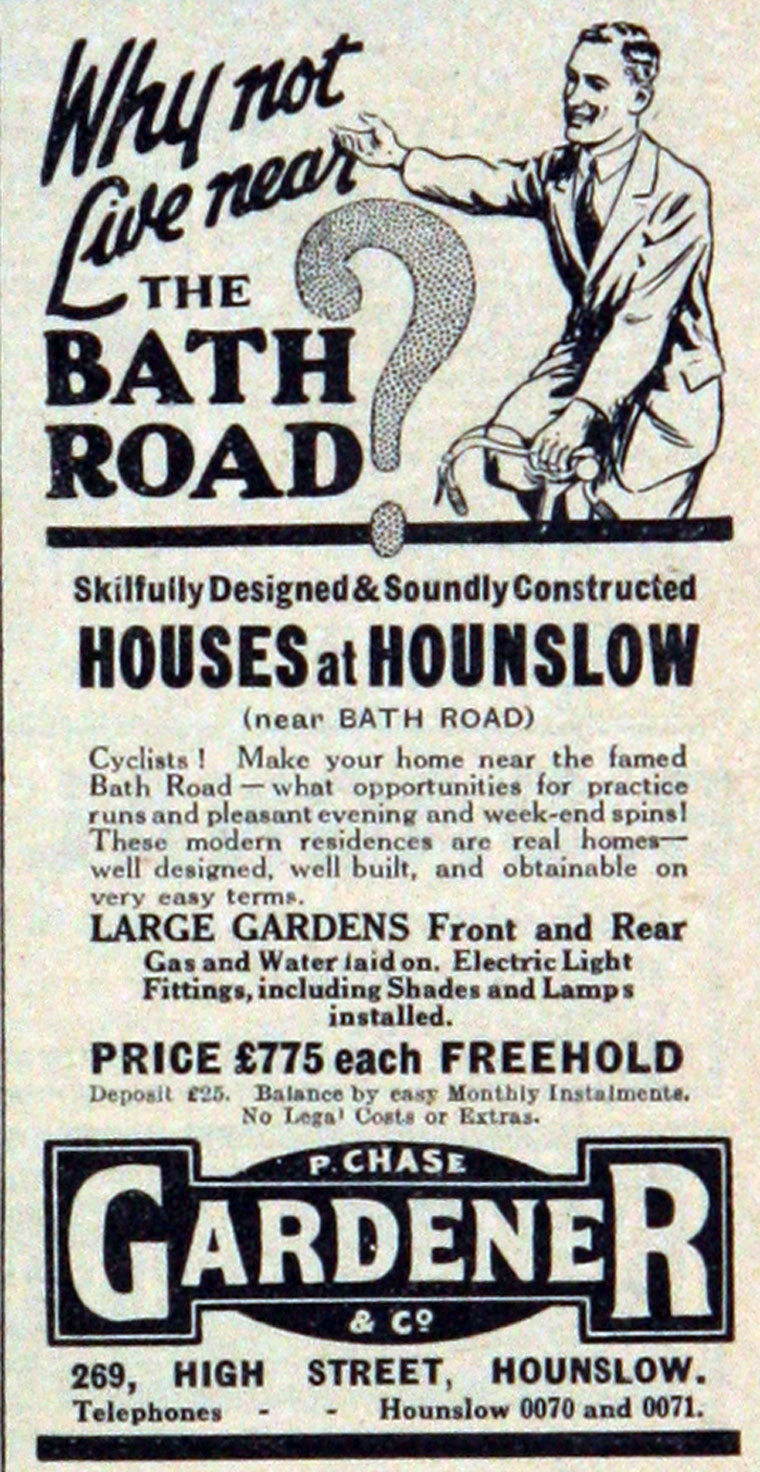 Why not
Live near
THE
BATH
ROAD?
Skilfully Designed & Soundly Constructed
HOUSES at HOUNSLOW
(near BATH ROAD)
Cyclists! Make your home near the famed
Bath Road — what opportunities for practice
runs and pleasant evening and week-end spins!
These modern residences are real homes—
well designed, well built, and obtainable on
very easy terms.
LARGE GARDENS Front and Rear
Gas and Water laid on. Electric Light
Fittings, including Shades and Lamps
installed.
PRICE £775 each FREEHOLD
Deposit £25. Balance by easy Monthly Instalments.
No Legal Costs or Extras.
P. CHASE
GARDENER
& Co
269, HIGH STREET, HOUNSLOW.
Telephones - - Hounslow 0070 and 0071.